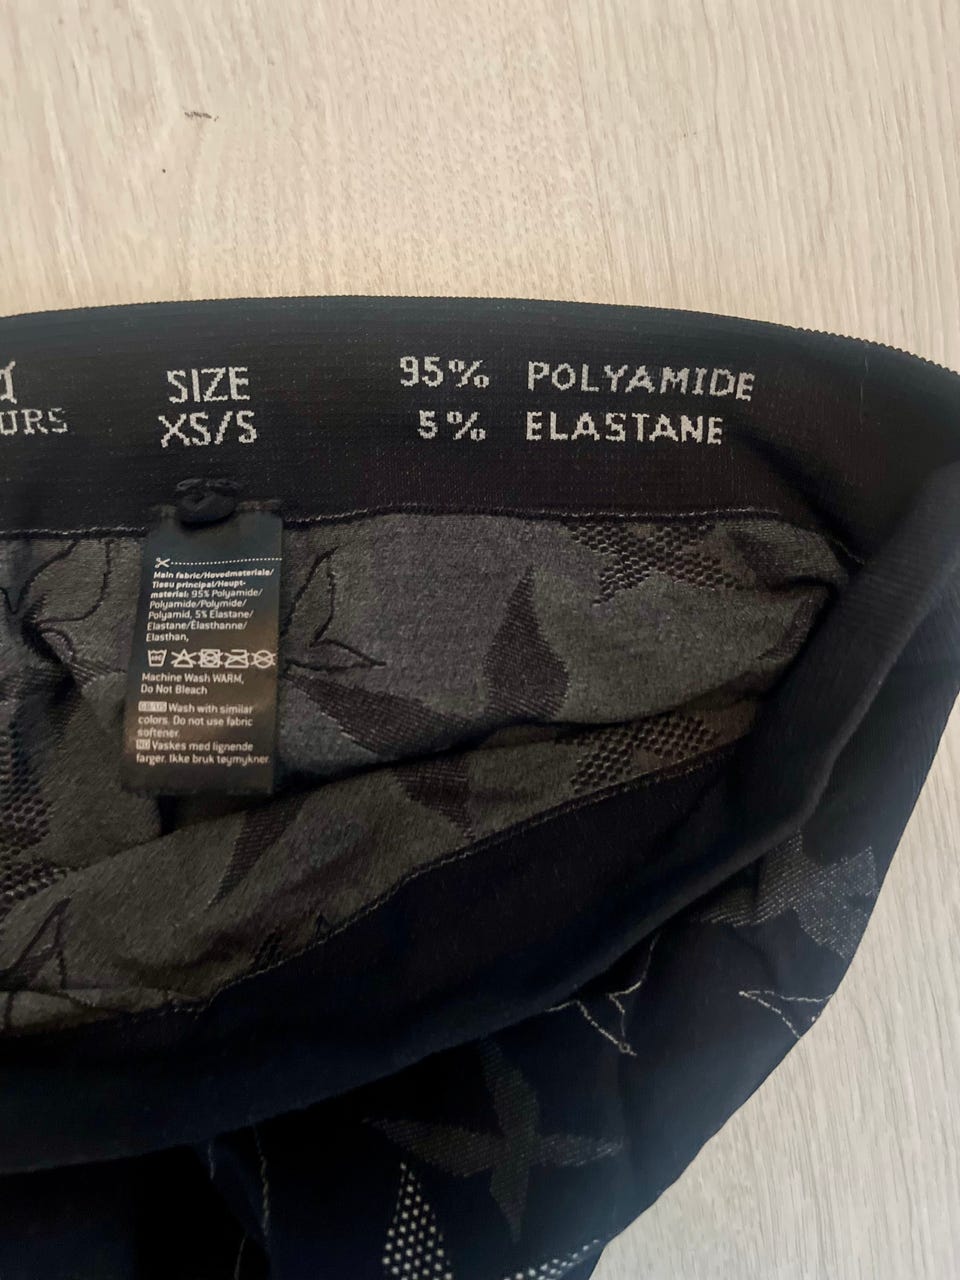 URS
SIZE
XS/S
95% POLYAMIDE
5% ELASTANE
Main fabric/Hovedmateriale/
Tissu principal/Haupt-
material: 95% Polyamide/
Polyamide/Polymide/
Polyamid, 5% Elastane/
Elastane/Élasthanne/
Elasthan,
Machine Wash WARM,
Do Not Bleach
GB/US Wash with similar
colors. Do not use fabric
softener.
NO Vaskes med lignende
farger. Ikke bruk tøymykner.